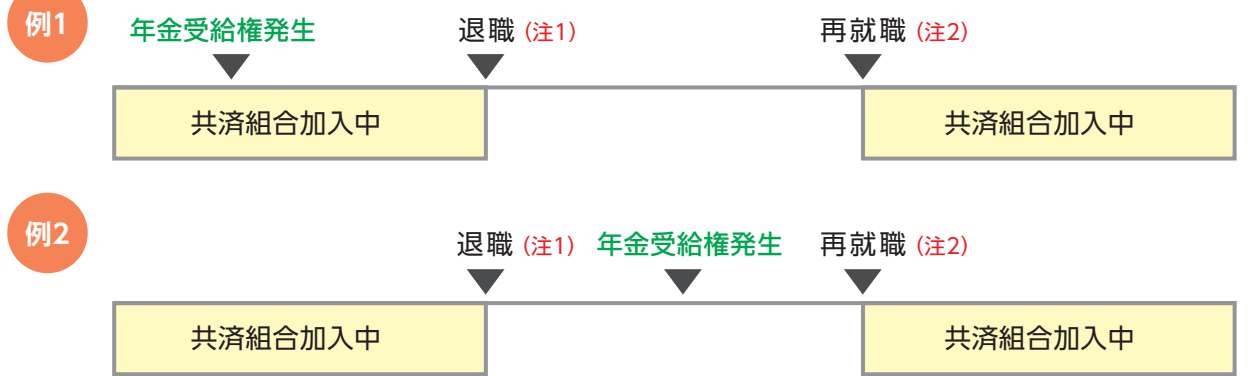 例1
年金受給権発生 退職 (注1) 再就職 (注2)
共済組合加入中 共済組合加入中
例2
退職 (注1) 年金受給権発生 再就職 (注2)
共済組合加入中 共済組合加入中